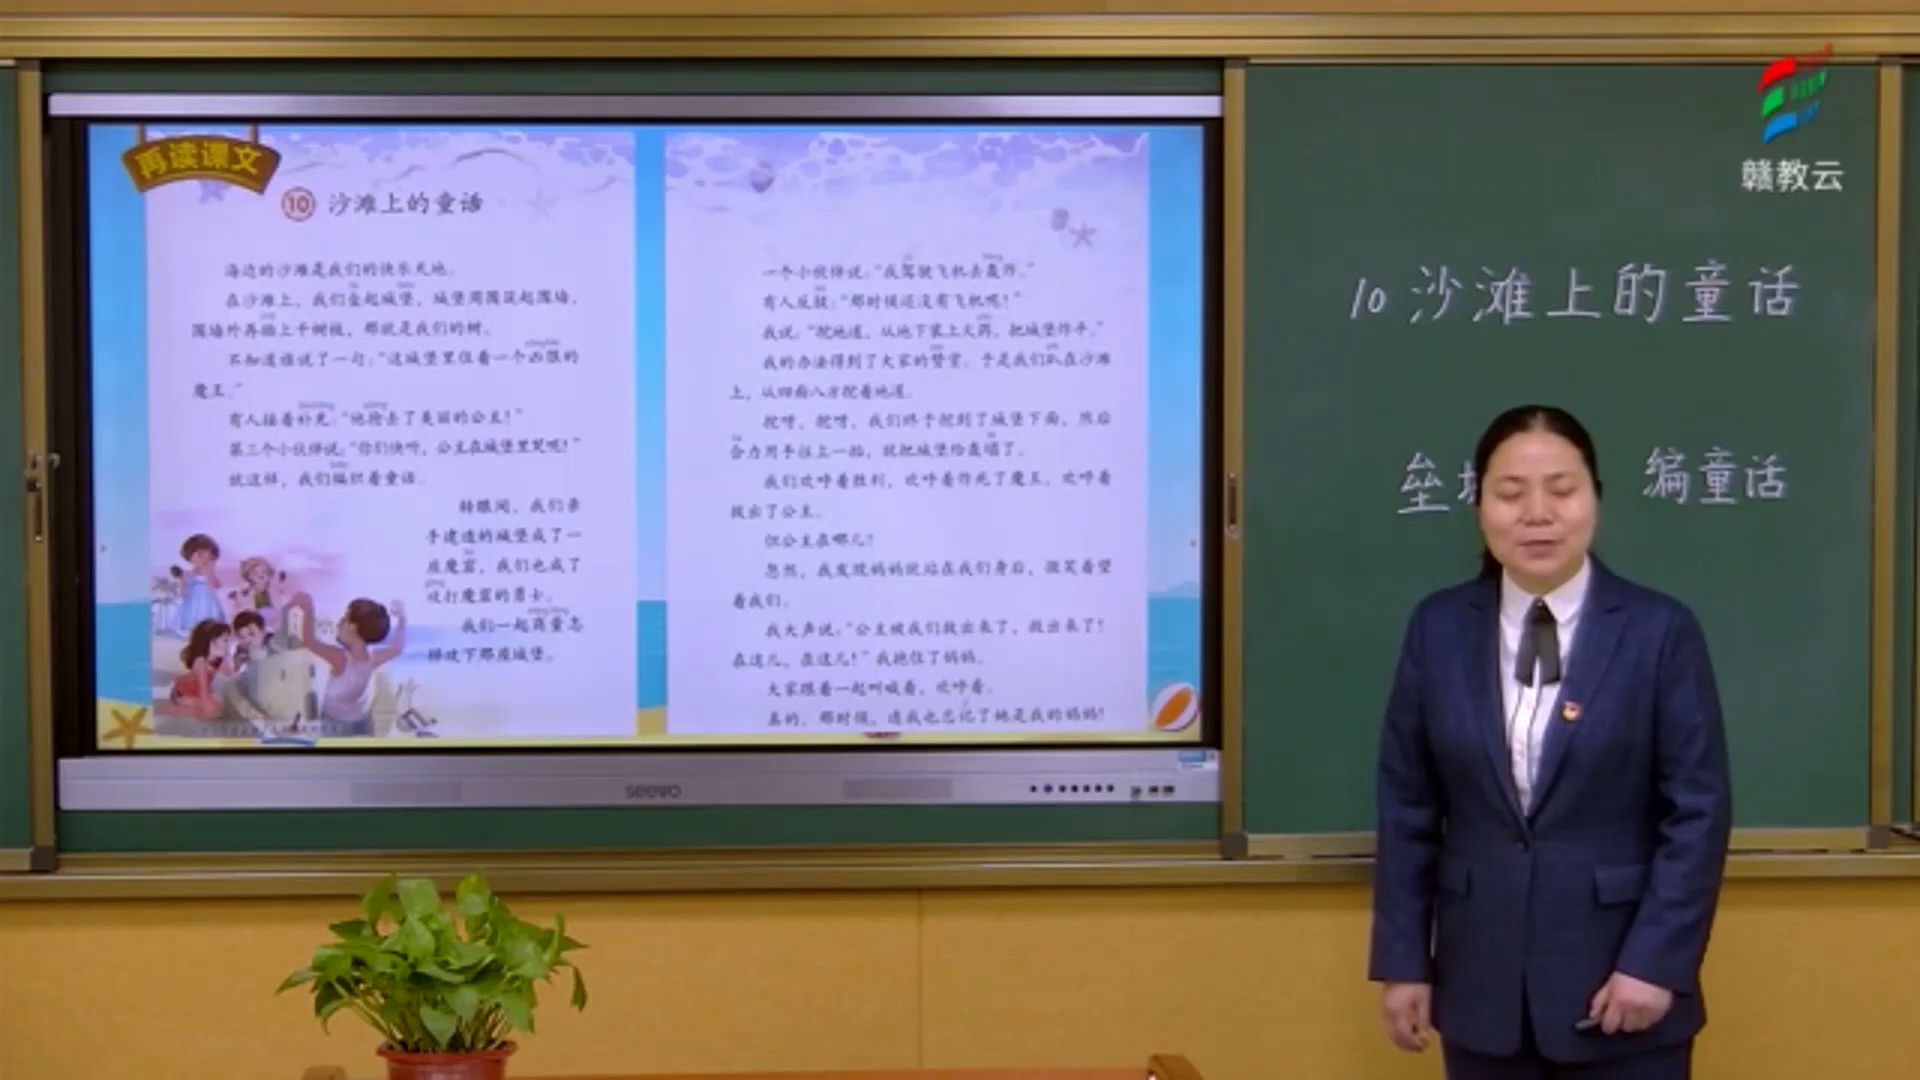 再读课文
10 沙滩上的童话
海边的沙滩是我们的快乐天地。
在沙滩上，我们垒起城堡，城堡周围筑起围墙，
围墙外再插上干树枝，那就是我们的树。
不知道谁说了一句：“这城堡里住着一个凶狠的
魔王。”
有人接着补充：“他抢去了美丽的公主！”
第三个小伙伴说：“你们快听，公主在城堡里哭呢！”
就这样，我们编织着童话。
转眼间，我们亲
手建造的城堡成了一
座魔窟，我们也成了
攻打魔窟的勇士。
我们一起商量怎
样攻下那座城堡。
一个小伙伴说：“我驾驶飞机去轰炸。”
有人反驳：“那时候还没有飞机呢！”
我说：“挖地道，从地下装上火药，把城堡炸平。”
我的办法得到了大家的赞赏。于是我们趴在沙滩
上，从四面八方挖着地道。
挖呀，挖呀，我们终于挖到了城堡下面，然后
合力用手往上一抬，就把城堡给轰塌了。
我们欢呼着胜利，欢呼着炸死了魔王，欢呼着
救出了公主。
但公主在哪儿？
忽然，我发现妈妈就站在我们身后，微笑着望
着我们。
我大声说：“公主被我们救出来了，救出来了！
在这儿，在这儿！”我抱住了妈妈。
大家跟着一起叫喊着，欢呼着。
真的，那时候，连我也忘记了她是我的妈妈！
seewo
赣教云
10 沙滩上的童话
垒
编童话